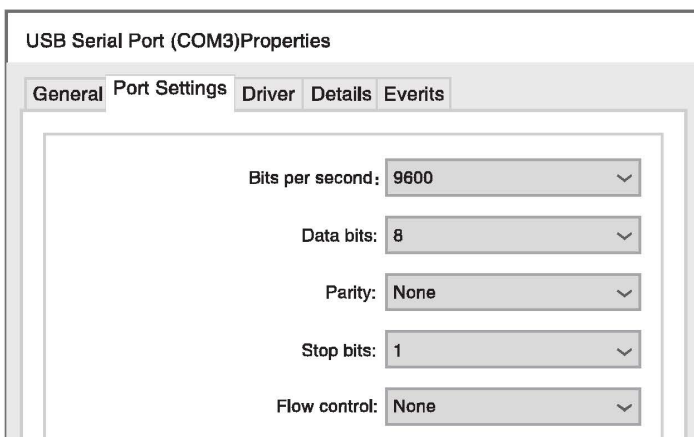 USB Serial Port (COM3)Properties
General Port Settings Driver Details Everits
Bits per second: 9600
Data bits: 8
Parity: None
Stop bits: 1
Flow control: None